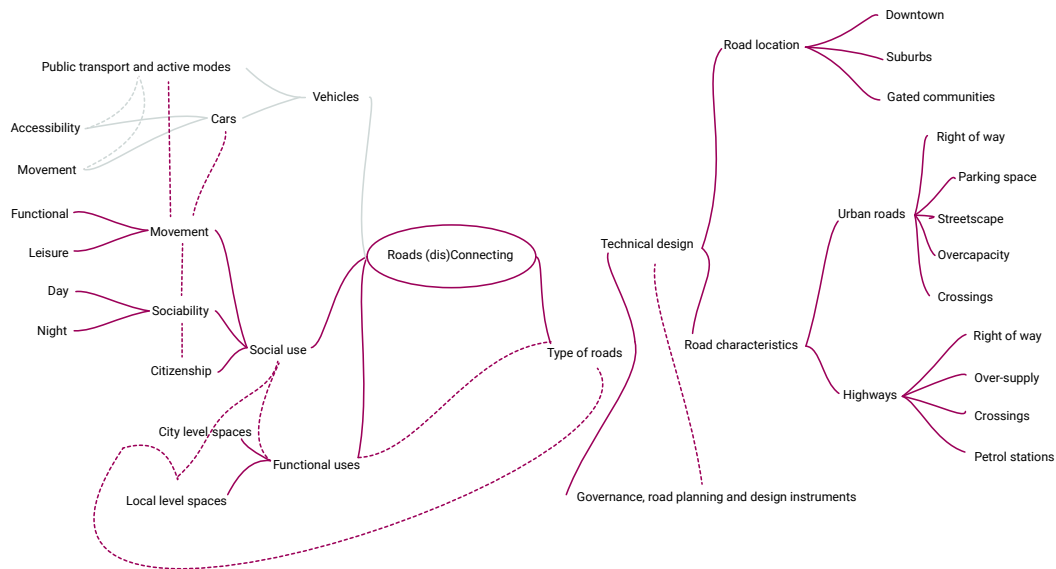 Downtown
Road location
Suburbs
Gated communities
Public transport and active modes
Vehicles
Cars
Accessibility
Movement
Functional
Movement
Leisure
Day
Sociability
Night
Citizenship
Social use
City level spaces
Functional uses
Local level spaces
Roads (dis)Connecting
Type of roads
Technical design
Road characteristics
Governance, road planning and design instruments
Urban roads
Right of way
Parking space
Streetscape
Overcapacity
Crossings
Highways
Right of way
Over-supply
Crossings
Petrol stations